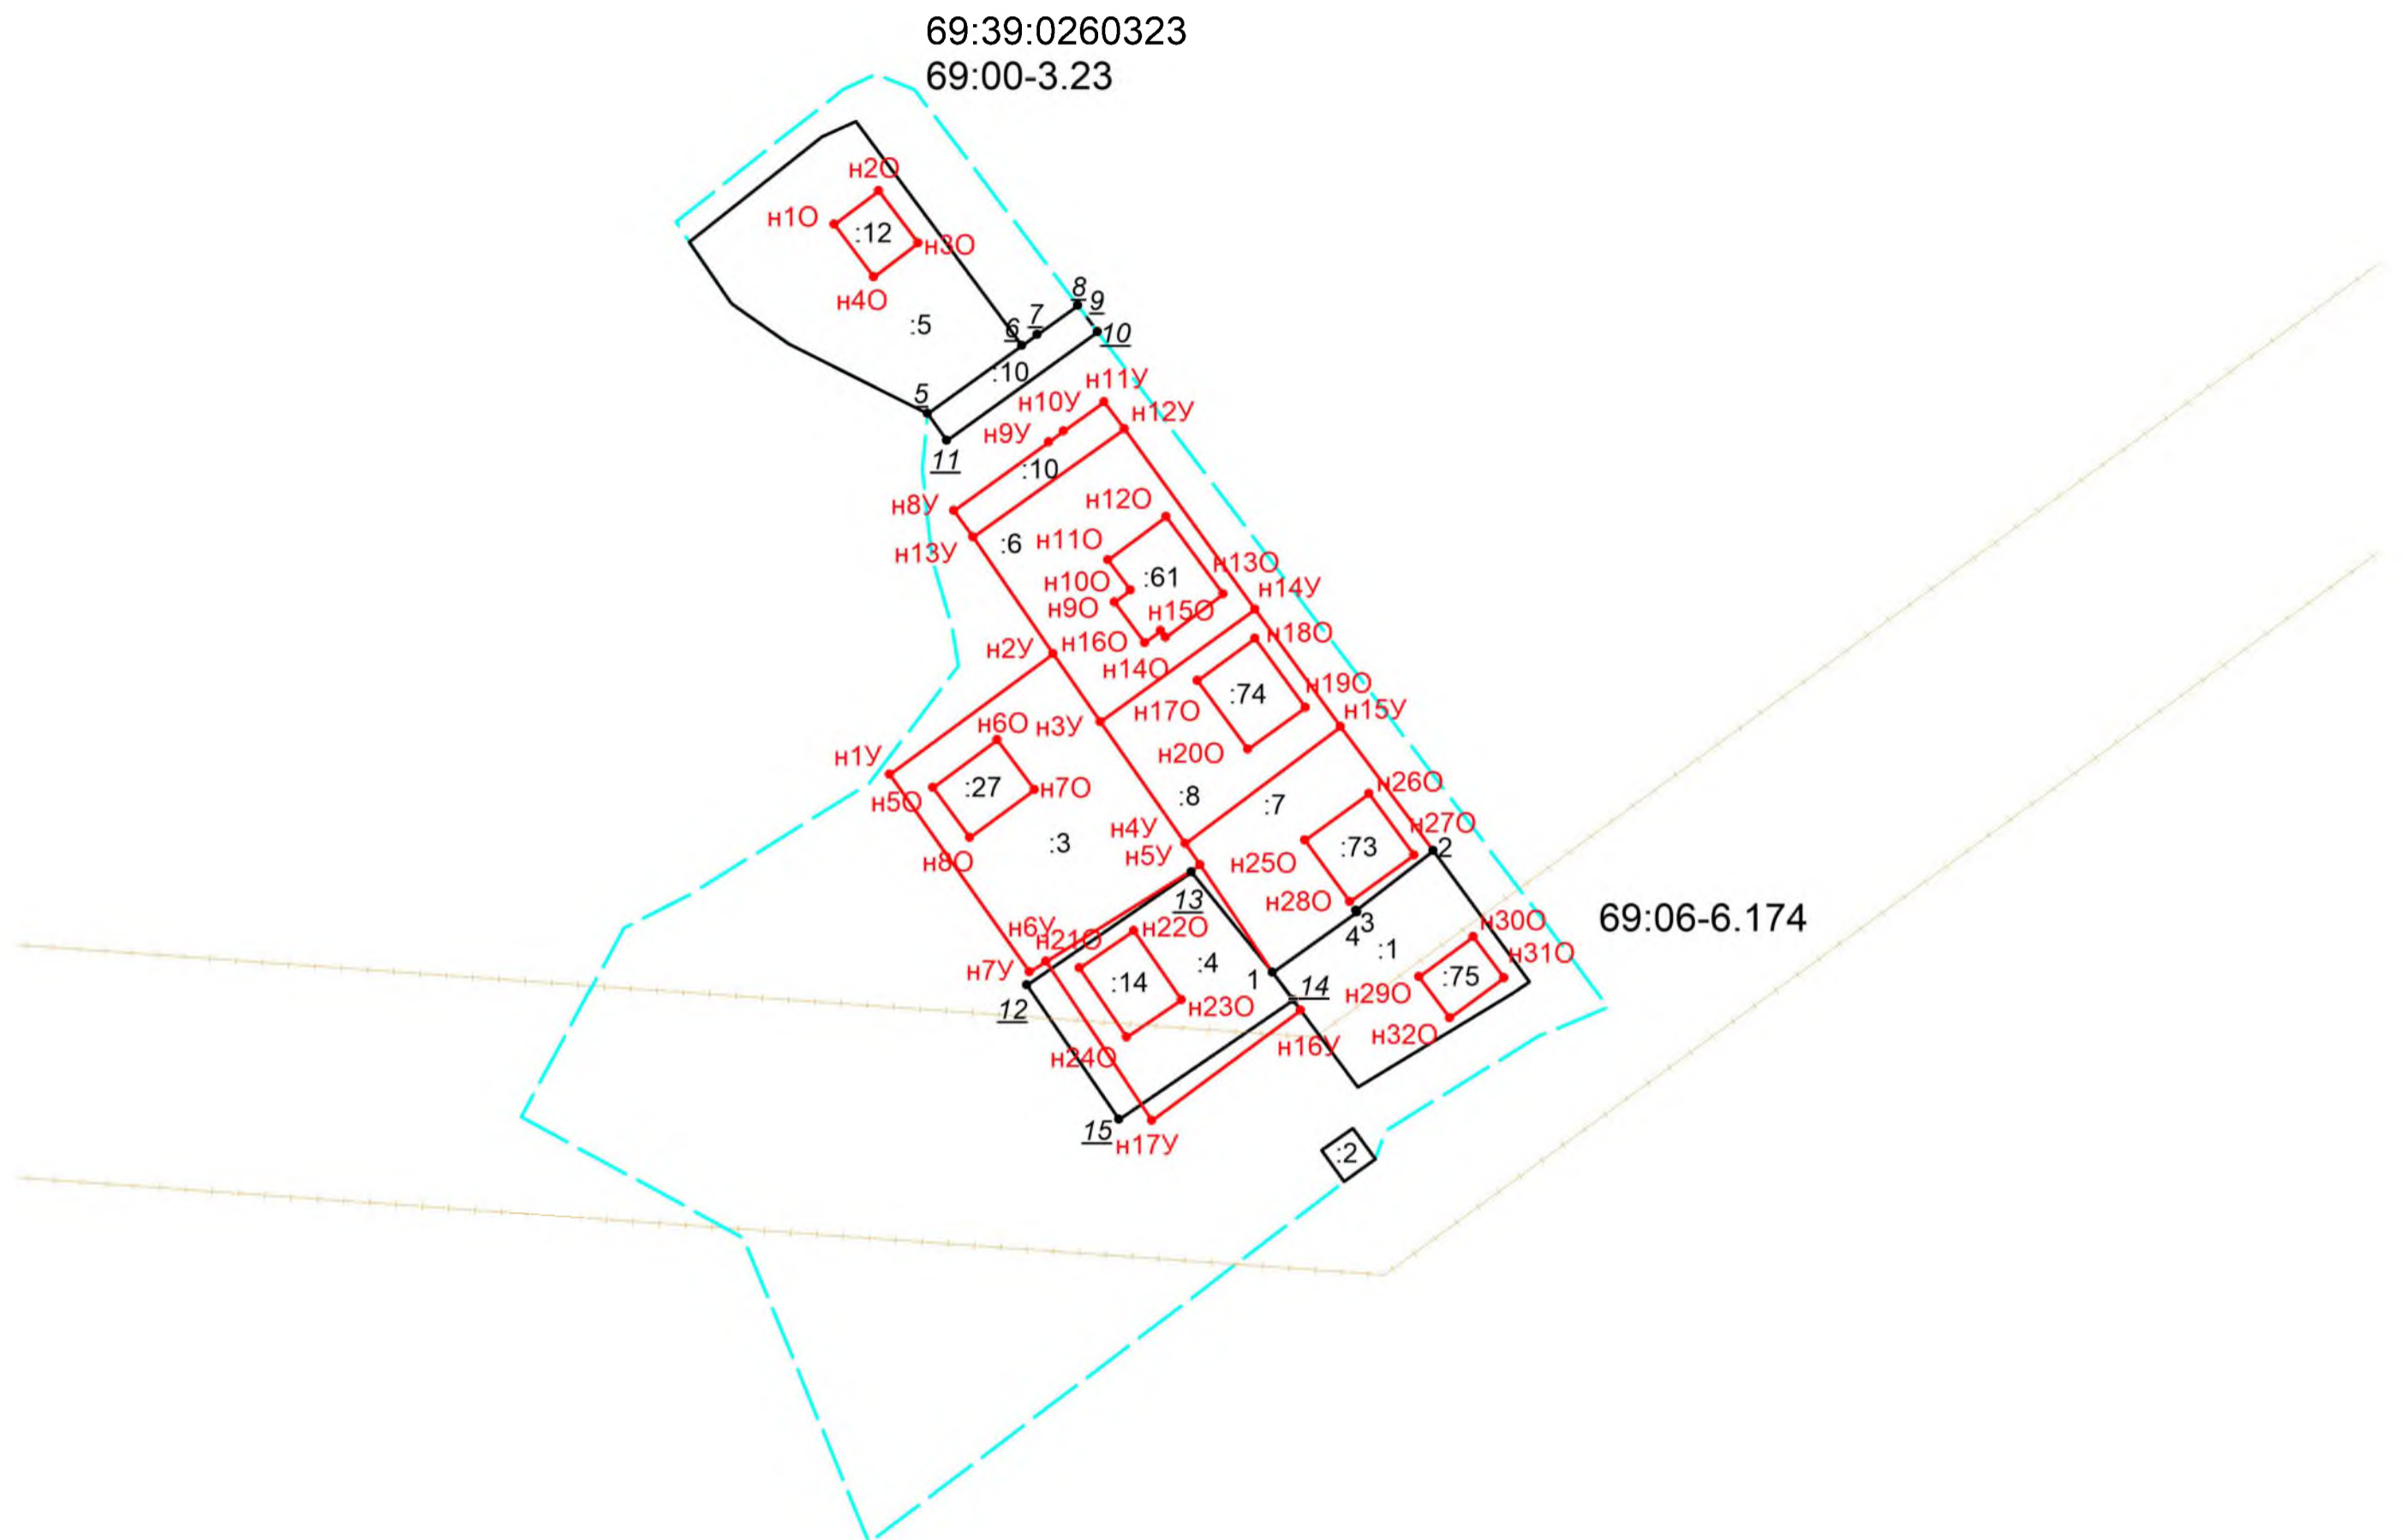 69:39:0260323
69:00-3.23
н2О
н1О
:12
н3О
н4О
:5
8
9
7
6
10
:10
5
11
н11У
н10У
н12У
н9У
:10
н8У
н12О
н13У
:6
н11О
н13О
н10О
:61
н14У
н9О
н15О
н16О
н18О
н2У
н14О
н19О
:74
н17О
н15У
н6О
н3У
н20О
н1У
н5О
:27
н7О
:8
:7
н26О
н4У
н27О
:3
н5У
:73
2
н8О
н25О
13
н28О
3
4
69:06-6.174
н30О
н6У
н21О
н22О
:1
н31О
н7У
:4
1
14
:14
:75
н29О
12
н23О
н24О
н16У
н32О
15
н17У
:2